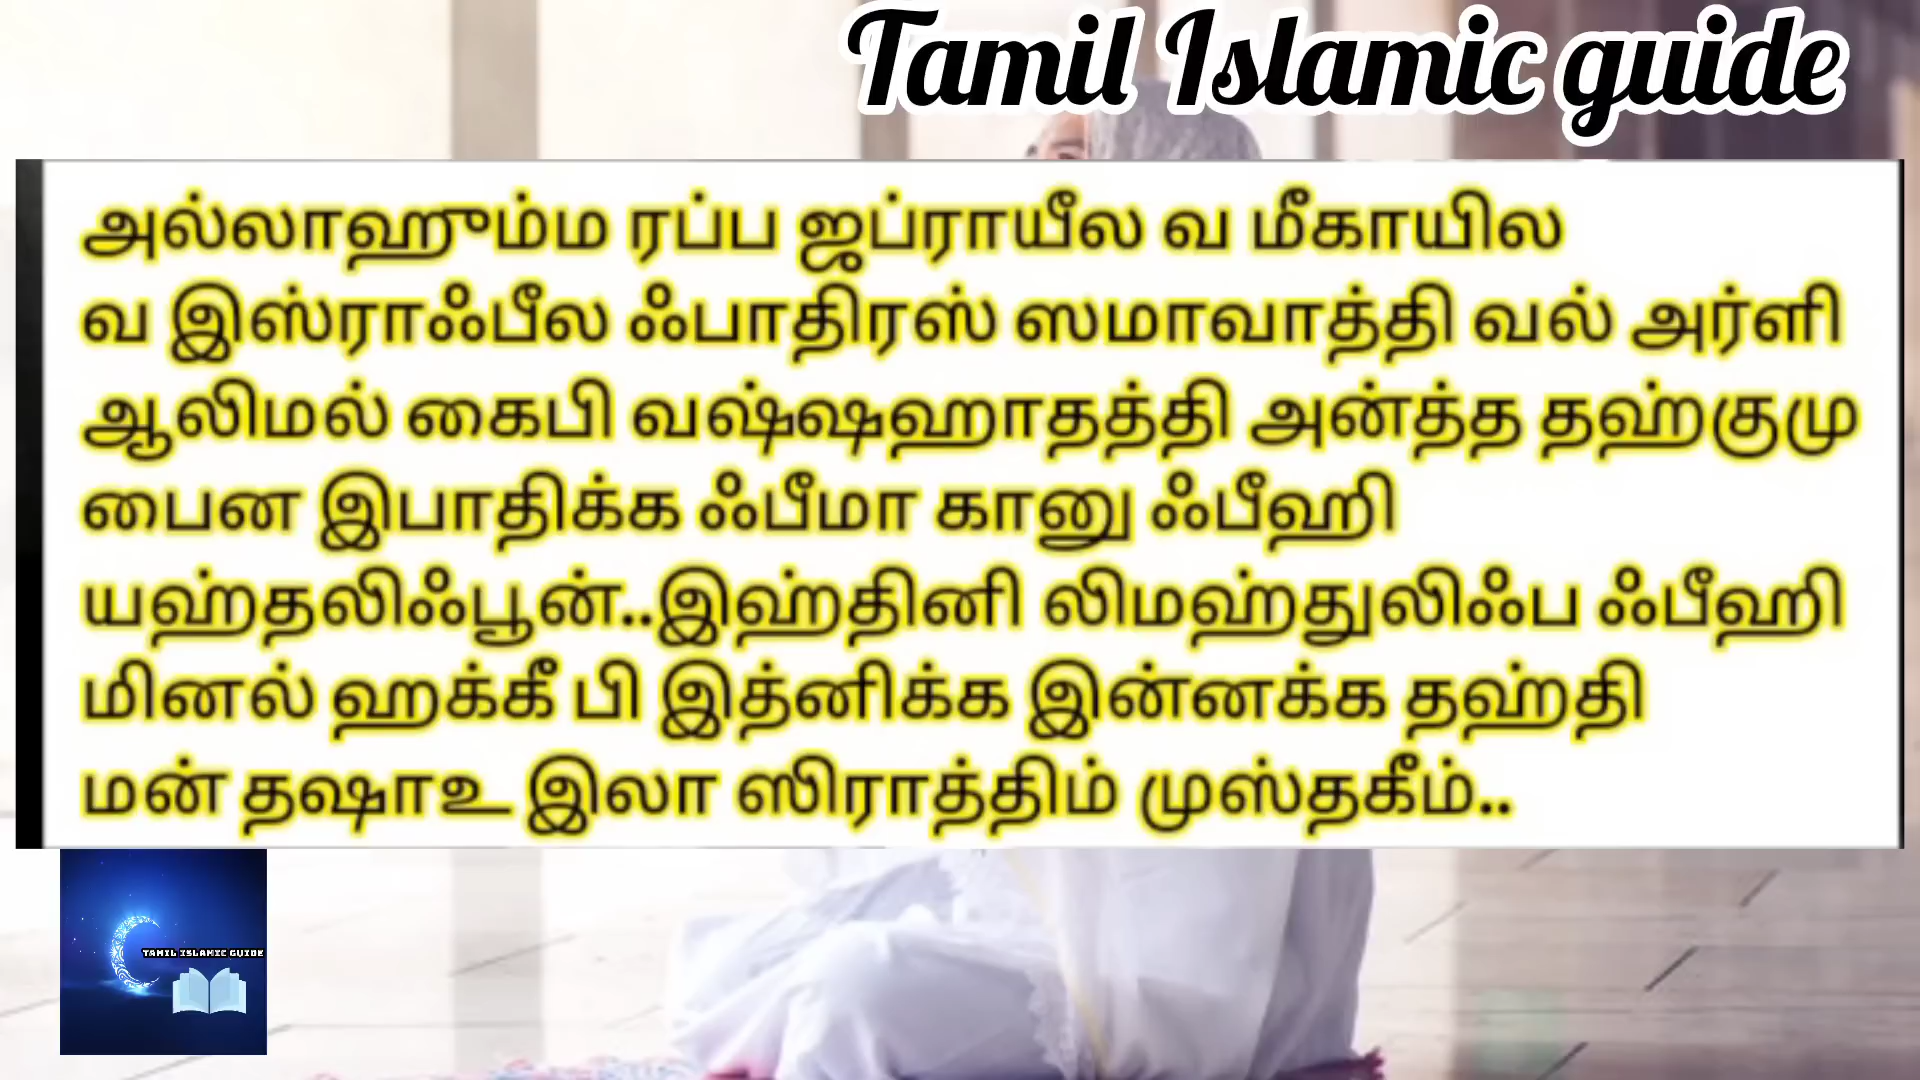 Tamil Islamic guide
அல்லாஹும்ம ரப்ப ஜப்ராயீல வ மீகாயில
வ இஸ்ராஃபீல ஃபாதிரஸ் ஸமாவாத்தி வல் அர்ளி
ஆலிமல் கைபி வஷ்ஷஹாதத்தி அன்த்த தஹ்குமு
பைன இபாதிக்க ஃபீமா கானு ஃபீஹி
யஹ்தலிஃபூன்..இஹ்தினி லிமஹ்துலிஃப ஃபீஹி
மினல் ஹக்கீ பி இத்னிக்க இன்னக்க தஹ்தி
மன் தஷாஉ இலா ஸிராத்திம் முஸ்தகீம்..
TAMIL ISLAMIC GUIDE